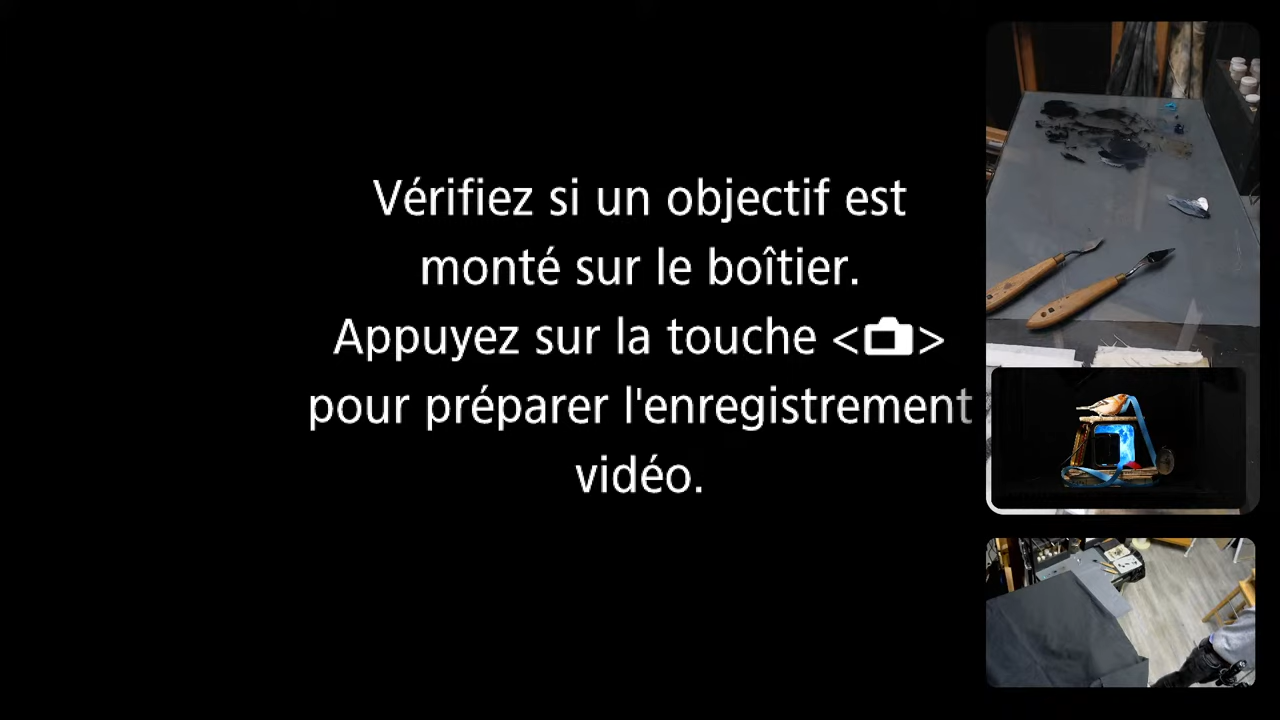 Vérifiez si un objectif est
monté sur le boîtier.
Appuyez sur la touche <📷>
pour préparer l'enregistrement
vidéo.